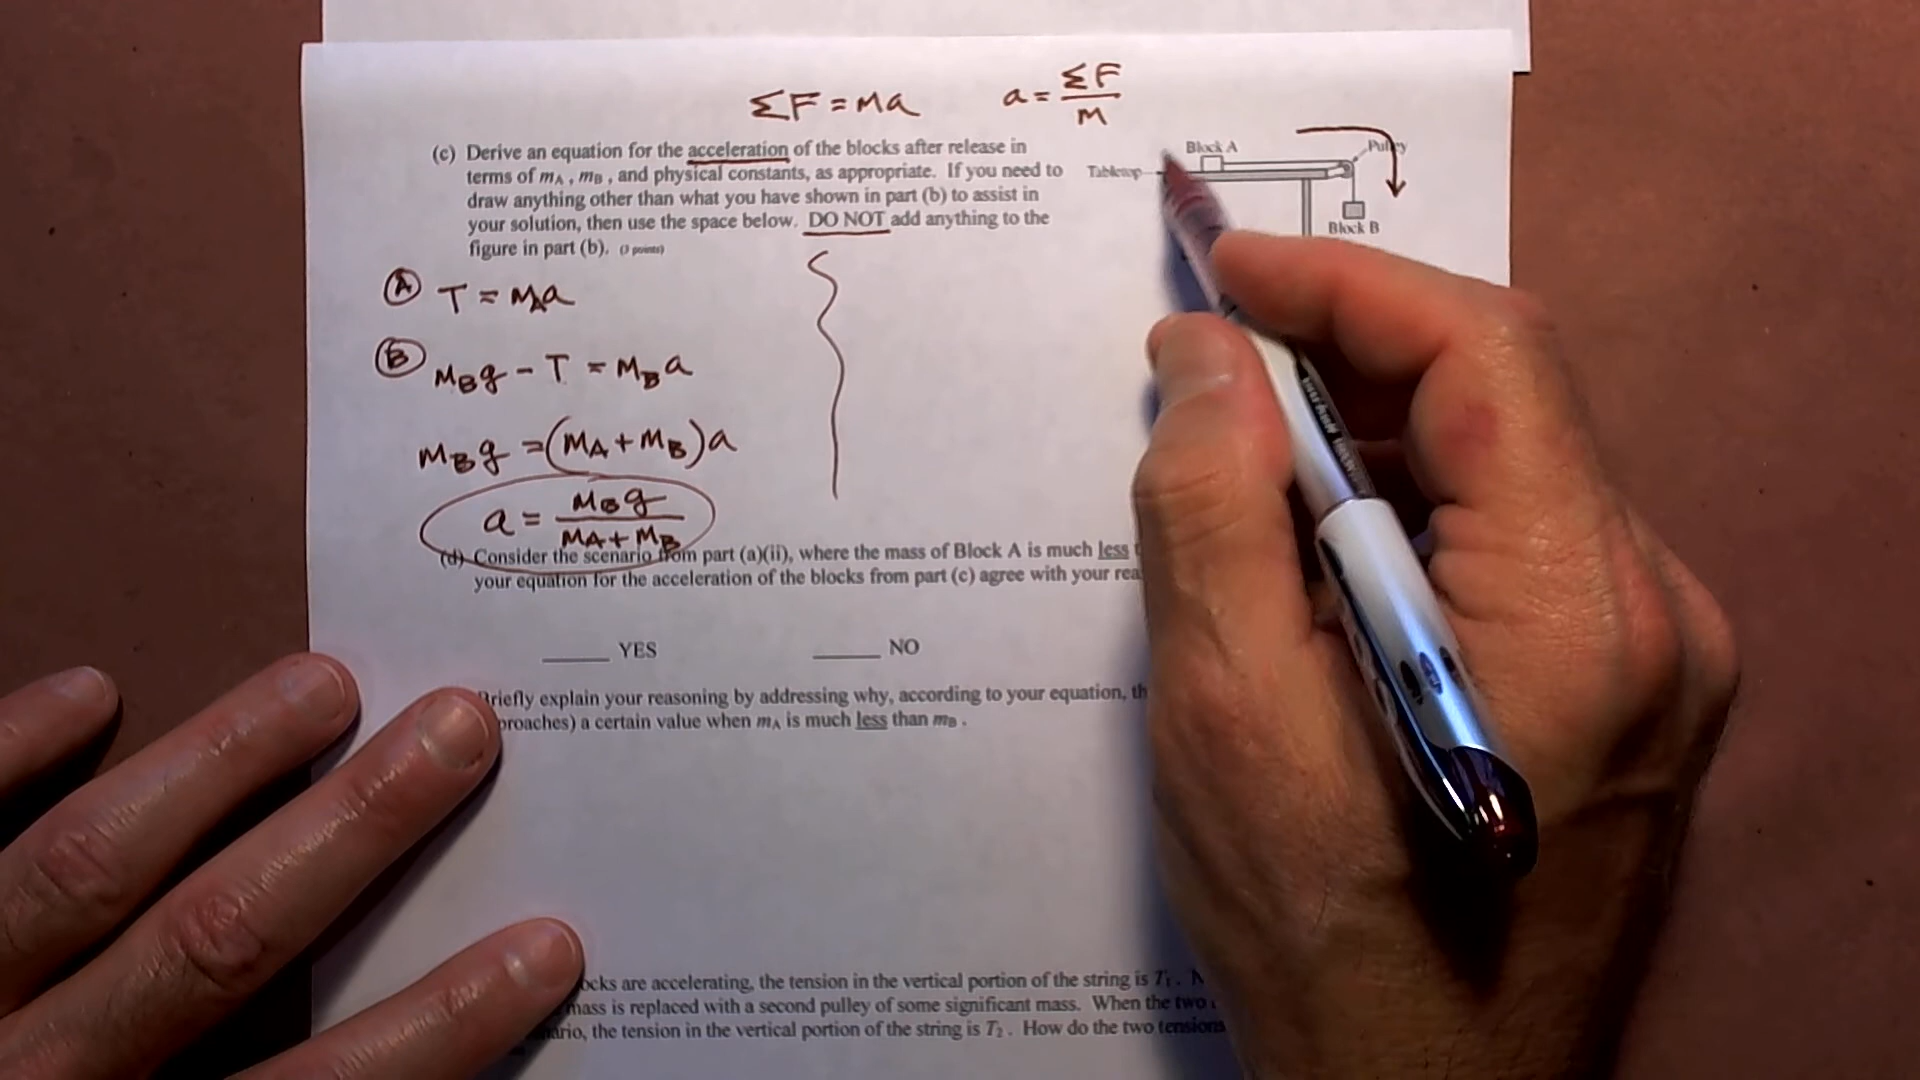 ΣF = Ma
a = ΣF / M
(c) Derive an equation for the acceleration of the blocks after release in
terms of mA, mB, and physical constants, as appropriate. If you need to
draw anything other than what you have shown in part (b) to assist in
your solution, then use the space below. DO NOT add anything to the
figure in part (b). (3 points)
Block A
Pulley
Tabletop
Block B
Ⓐ T = MAa
Ⓑ MBg - T = MBa
MBg = (MA + MB)a
a = MBg / MA + MB
(d) Consider the scenario from part (a)(ii), where the mass of Block A is much less
your equation for the acceleration of the blocks from part (c) agree with your
____ YES ____ NO
Briefly explain your reasoning by addressing why, according to your equation,
a certain value when mA is much less than mB.
are accelerating, the tension in the vertical portion of the string is T1.
mass is replaced with a second pulley of some significant mass. When the two
the tension in the vertical portion of the string is T2. How do the two tensions